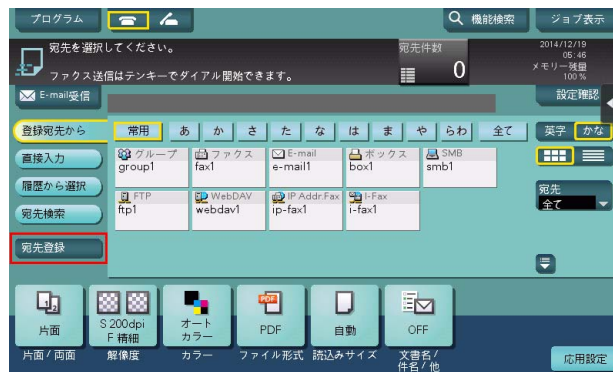 プログラム
機能検索
ジョブ表示
宛先を選択してください。
ファクス送信はテンキーでダイアル開始できます。
宛先件数
0
2014/12/19
05:46
メモリー残量
100 %
E-mail受信
設定確認
登録宛先から
常用 あ か さ た な は ま や らわ 全て
英字 かな
直接入力
グループ ファクス E-mail ボックス SMB
group1 fax1 e-mail1 box1 smb1
履歴から選択
FTP WebDAV IP Addr.Fax I-Fax
ftp1 webdav1 ip-fax1 i-fax1
宛先
全て
宛先検索
宛先登録
片面
S 200dpi
F 精細
オート
カラー
PDF
PDF
自動
OFF
片面/両面
解像度
カラー
ファイル形式
読込みサイズ
文書名/
件名/他
応用設定